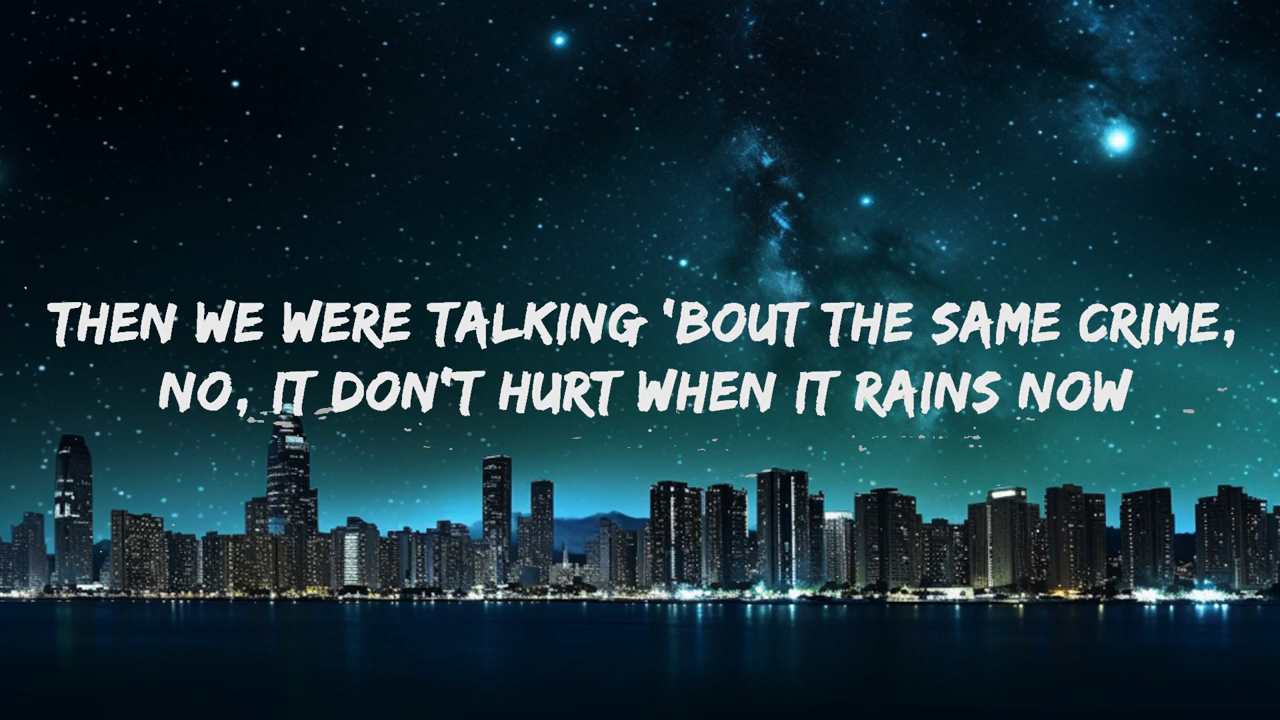 THEN WE WERE TALKING 'BOUT THE SAME CRIME,
NO, IT DON'T HURT WHEN IT RAINS NOW